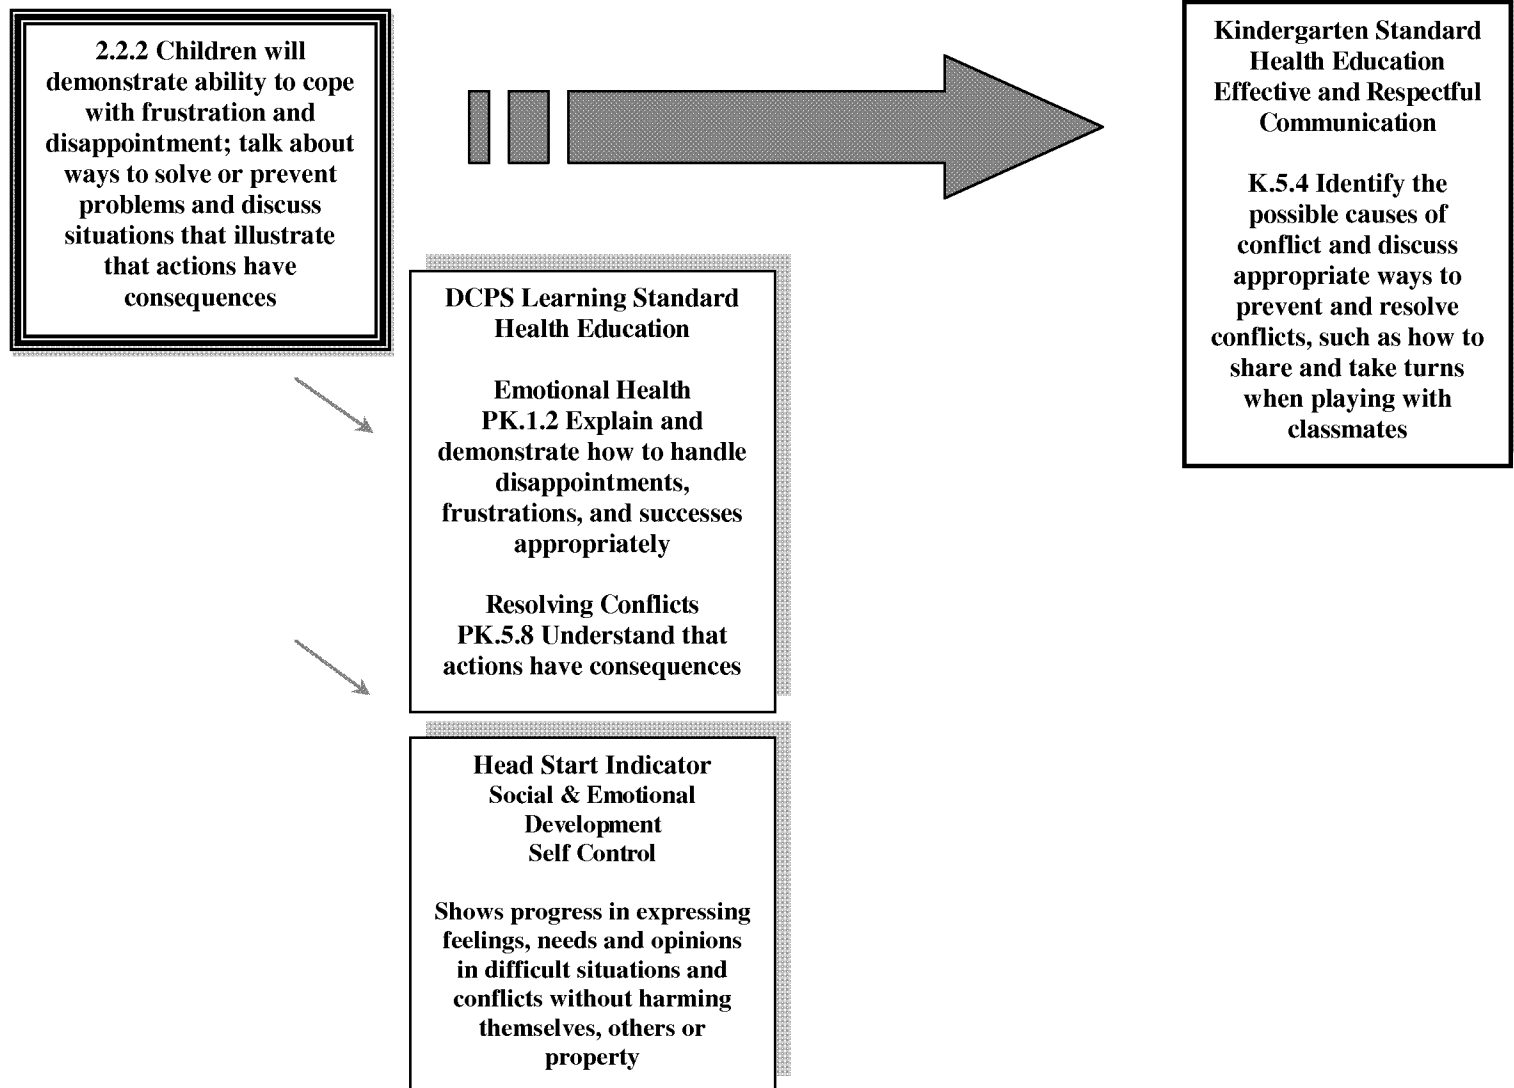 2.2.2 Children will
demonstrate ability to cope
with frustration and
disappointment; talk about
ways to solve or prevent
problems and discuss
situations that illustrate
that actions have
consequences
DCPS Learning Standard
Health Education
Emotional Health
PK.1.2 Explain and
demonstrate how to handle
disappointments,
frustrations, and successes
appropriately
Resolving Conflicts
PK.5.8 Understand that
actions have consequences
Head Start Indicator
Social & Emotional
Development
Self Control
Shows progress in expressing
feelings, needs and opinions
in difficult situations and
conflicts without harming
themselves, others or
property
Kindergarten Standard
Health Education
Effective and Respectful
Communication
K.5.4 Identify the
possible causes of
conflict and discuss
appropriate ways to
prevent and resolve
conflicts, such as how to
share and take turns
when playing with
classmates